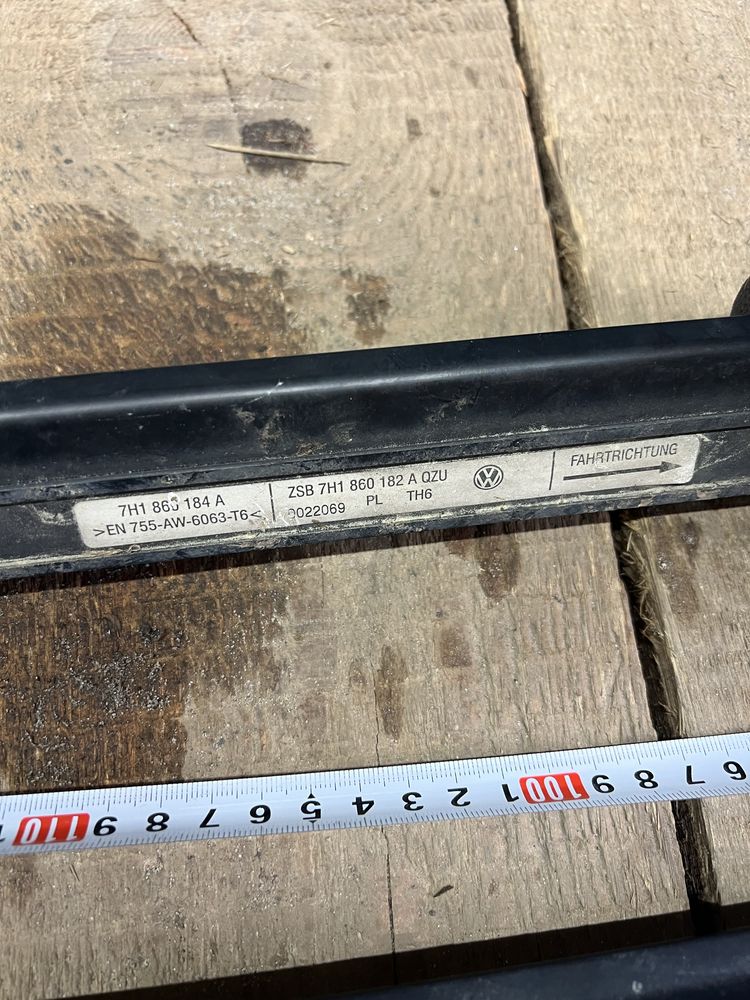 7H1 860 184 A
>EN 755-AW-6063-T6<
ZSB 7H1 860 182 A QZU
0022069 PL TH6
FAHRTRICHTUNG
110 9 8 7 6 5 4 3 2 1 100 9 8 7 6